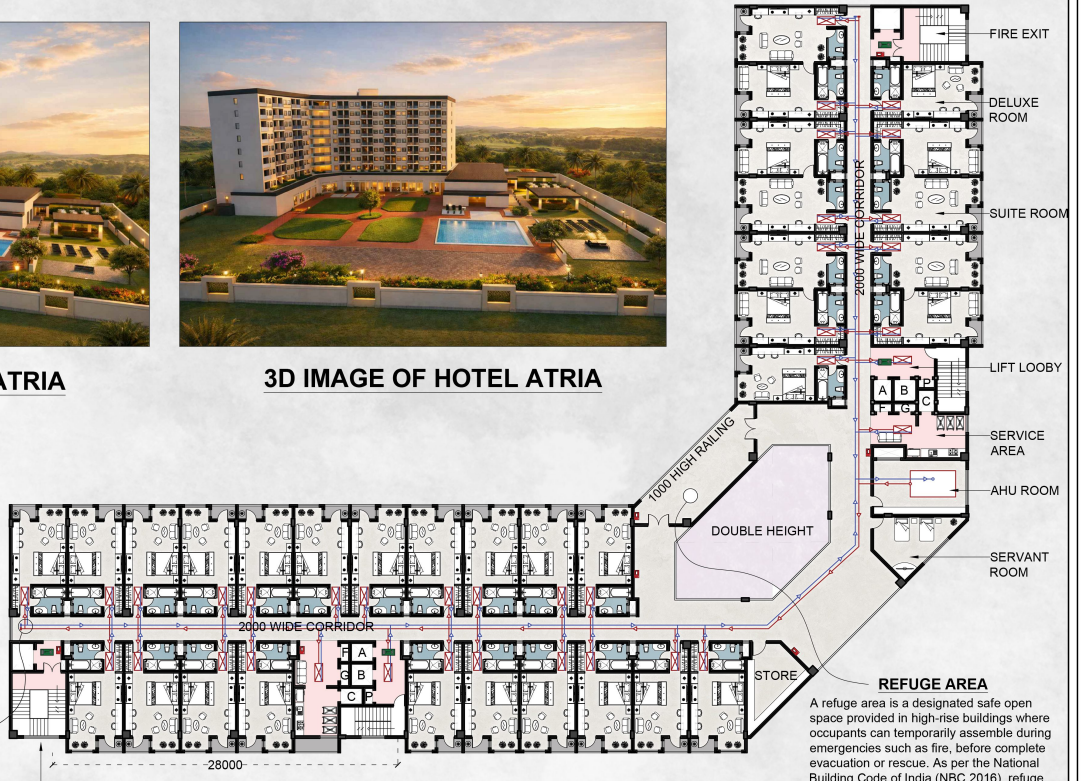 ATRIA
3D IMAGE OF HOTEL ATRIA
FIRE EXIT
DELUXE
ROOM
2000 WIDE CORRIDOR
SUITE ROOM
LIFT LOOBY
A
B
P
C
F
G
SERVICE
AREA
1000 HIGH RAILING
AHU ROOM
DOUBLE HEIGHT
SERVANT
ROOM
2000 WIDE CORRIDOR
F
A
G
B
C
P
STORE
28000
REFUGE AREA
A refuge area is a designated safe open
space provided in high-rise buildings where
occupants can temporarily assemble during
emergencies such as fire, before complete
evacuation or rescue. As per the National
Building Code of India (NBC 2016), refuge